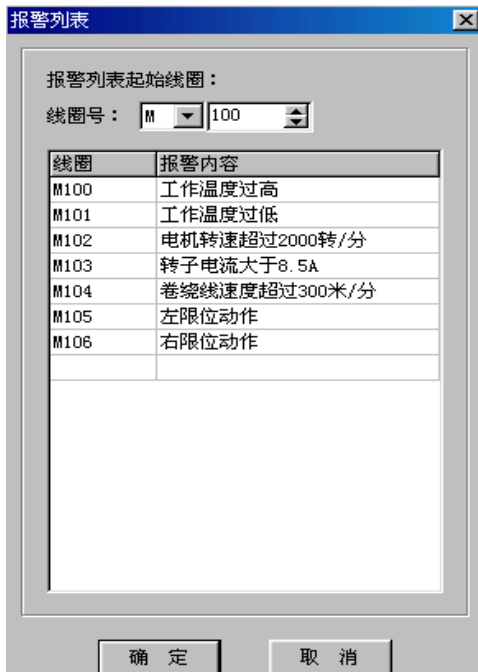 报警列表
报警列表起始线圈：
线圈号： M 100
线圈 报警内容
M100 工作温度过高
M101 工作温度过低
M102 电机转速超过2000转/分
M103 转子电流大于8.5A
M104 卷绕线速度超过300米/分
M105 左限位动作
M106 右限位动作
确 定 取 消